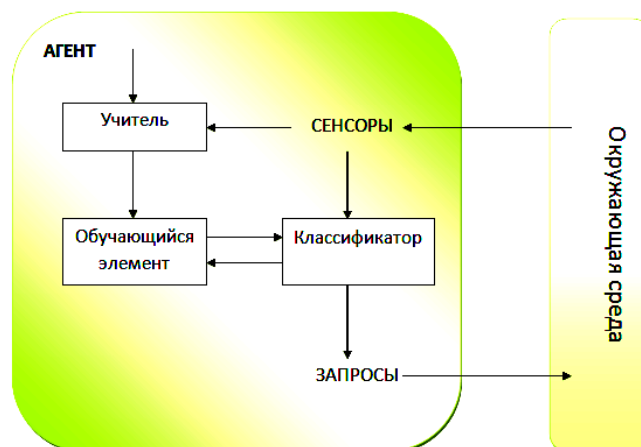 АГЕНТ
Учитель
СЕНСОРЫ
Обучающийся
элемент
Классификатор
ЗАПРОСЫ
Окружающая среда